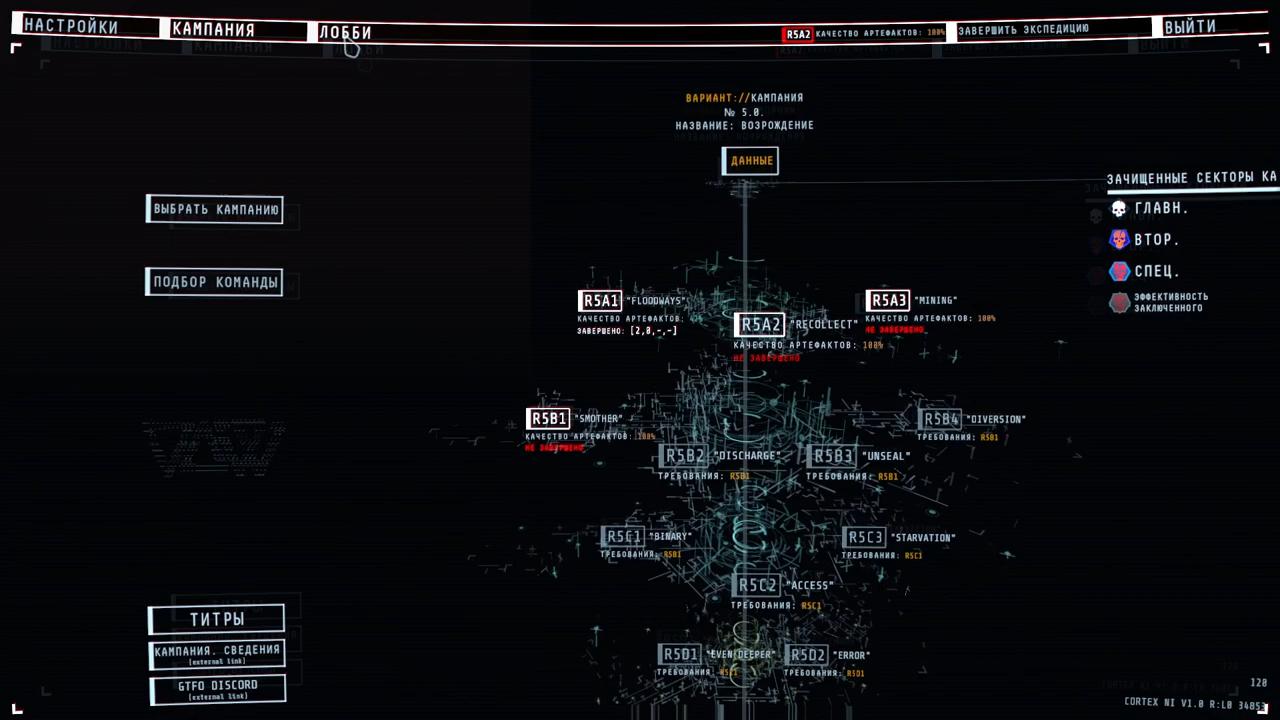 НАСТРОЙКИ
КАМПАНИЯ
ЛОББИ
R5A2 КАЧЕСТВО АРТЕФАКТОВ: 100%
ЗАВЕРШИТЬ ЭКСПЕДИЦИЮ
ВЫЙТИ
ВАРИАНТ://КАМПАНИЯ
№ 5.0.
НАЗВАНИЕ: ВОЗРОЖДЕНИЕ
ДАННЫЕ
ЗАЧИЩЕННЫЕ СЕКТОРЫ КА
ГЛАВН.
ВТОР.
СПЕЦ.
ЭФФЕКТИВНОСТЬ
ЗАКЛЮЧЕННОГО
ВЫБРАТЬ КАМПАНИЮ
ПОДБОР КОМАНДЫ
R5A1 "FLOODWAYS"
КАЧЕСТВО АРТЕФАКТОВ:
ЗАВЕРШЕНО: [2,0,-,-]
R5A2 "RECOLLECT"
КАЧЕСТВО АРТЕФАКТОВ: 100%
НЕ ЗАВЕРШЕНО
R5A3 "MINING"
КАЧЕСТВО АРТЕФАКТОВ: 100%
НЕ ЗАВЕРШЕНО
R5B1 "SMOTHER"
КАЧЕСТВО АРТЕФАКТОВ: 100%
НЕ ЗАВЕРШЕНО
R5B2 "DISCHARGE"
ТРЕБОВАНИЯ: R5B1
R5B3 "UNSEAL"
ТРЕБОВАНИЯ: R5B1
R5B4 "DIVERSION"
ТРЕБОВАНИЯ: R5B1
R5C1 "BINARY"
ТРЕБОВАНИЯ: R5B1
R5C2 "ACCESS"
ТРЕБОВАНИЯ: R5C1
R5C3 "STARVATION"
ТРЕБОВАНИЯ: R5C1
R5D1 "EVEN DEEPER"
ТРЕБОВАНИЯ: R5C1
R5D2 "ERROR"
ТРЕБОВАНИЯ: R5D1
ТИТРЫ
КАМПАНИЯ. СВЕДЕНИЯ
[external link]
GTFO DISCORD
[external link]
120
CORTEX NI V1.0 R:L0 34853